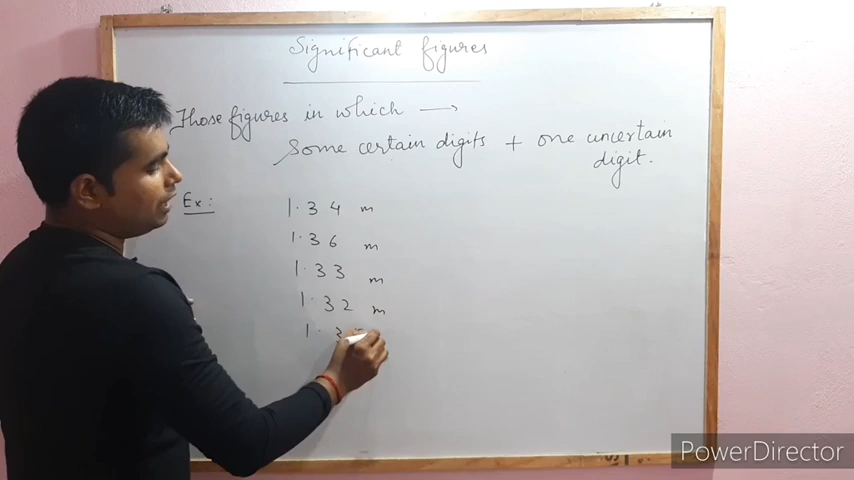 Significant figures
Those figures in which →
Some certain digits + one uncertain
digit.
Ex:
1.34 m
1.36 m
1.33 m
1.32 m
1.
PowerDirector